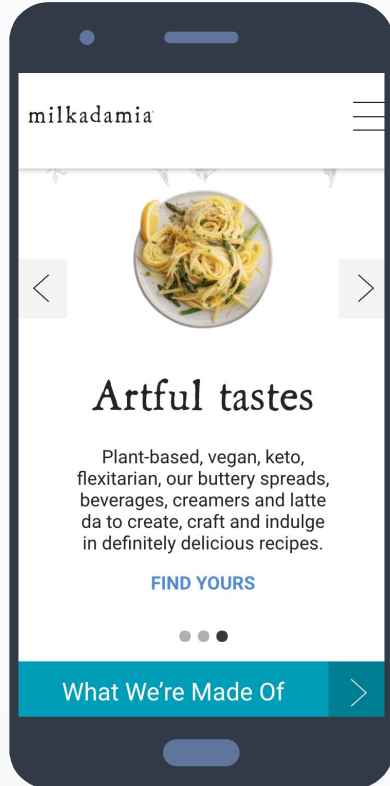 milkadamia
Artful tastes
Plant-based, vegan, keto,
flexitarian, our buttery spreads,
beverages, creamers and latte
da to create, craft and indulge
in definitely delicious recipes.
FIND YOURS
What We’re Made Of